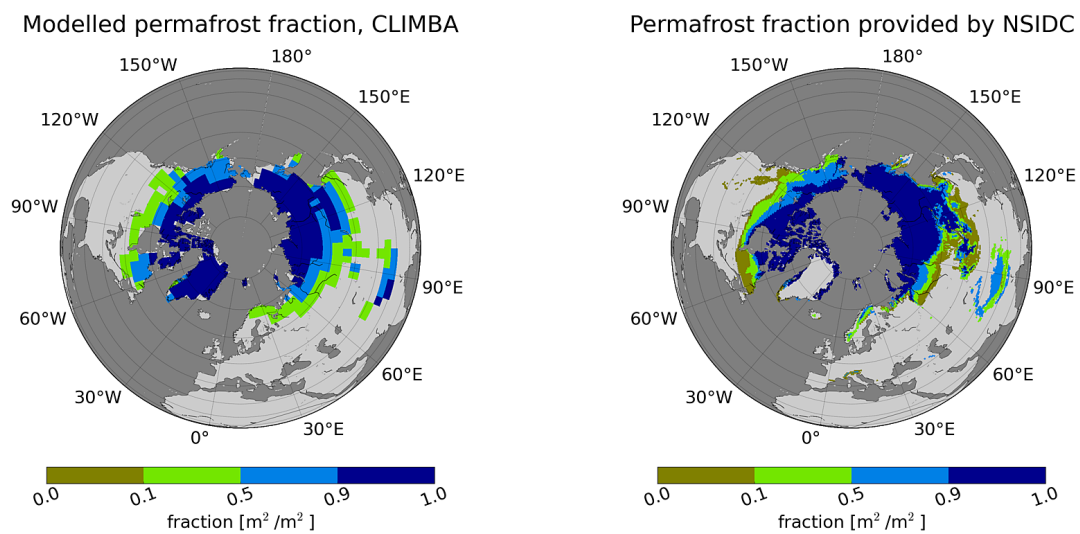 Modelled permafrost fraction, CLIMBA
180°
150°W
150°E
120°W
120°E
90°W
90°E
60°W
60°E
30°W
30°E
0°
0.0 0.1 0.5 0.9 1.0
fraction [m² /m² ]
Permafrost fraction provided by NSIDC
180°
150°W
150°E
120°W
120°E
90°W
90°E
60°W
60°E
30°W
30°E
0°
0.0 0.1 0.5 0.9 1.0
fraction [m² /m² ]